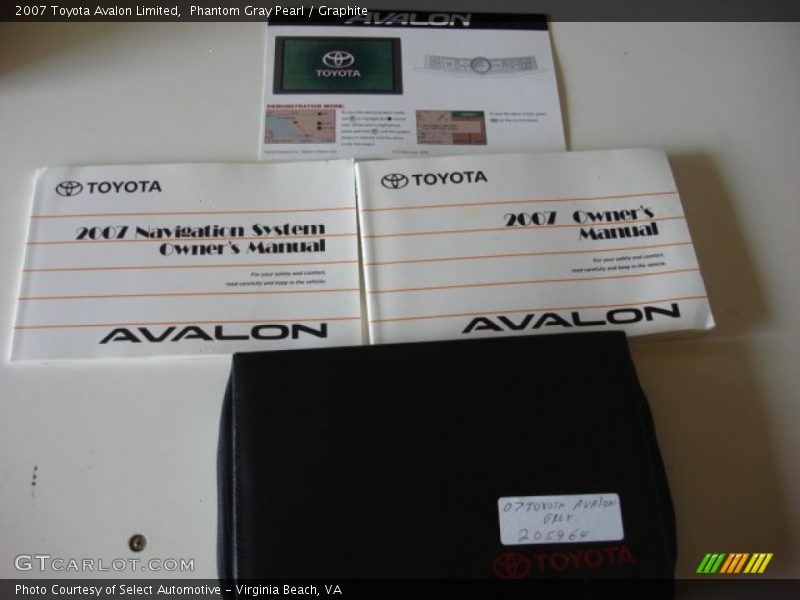 2007 Toyota Avalon Limited, Phantom Gray Pearl / Graphite
AVALON
TOYOTA
DEMONSTRATION MODE:
TOYOTA
2007 Navigation System
Owner's Manual
For your safety and comfort,
read carefully and keep in the vehicle.
AVALON
TOYOTA
2007 Owner's
Manual
For your safety and comfort,
read carefully and keep in the vehicle.
AVALON
07 TOYOTA AVALON
GREY
205964
TOYOTA
GTCARLOT.COM
Photo Courtesy of Select Automotive – Virginia Beach, VA